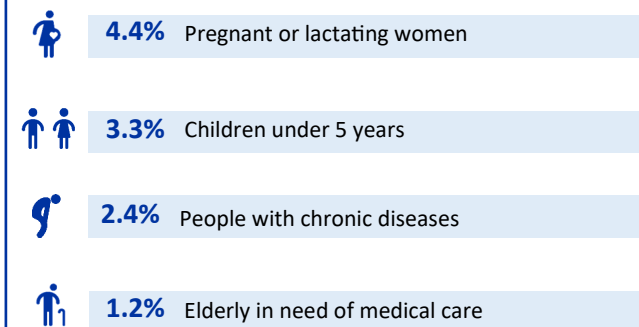 4.4% Pregnant or lactating women
3.3% Children under 5 years
2.4% People with chronic diseases
1.2% Elderly in need of medical care